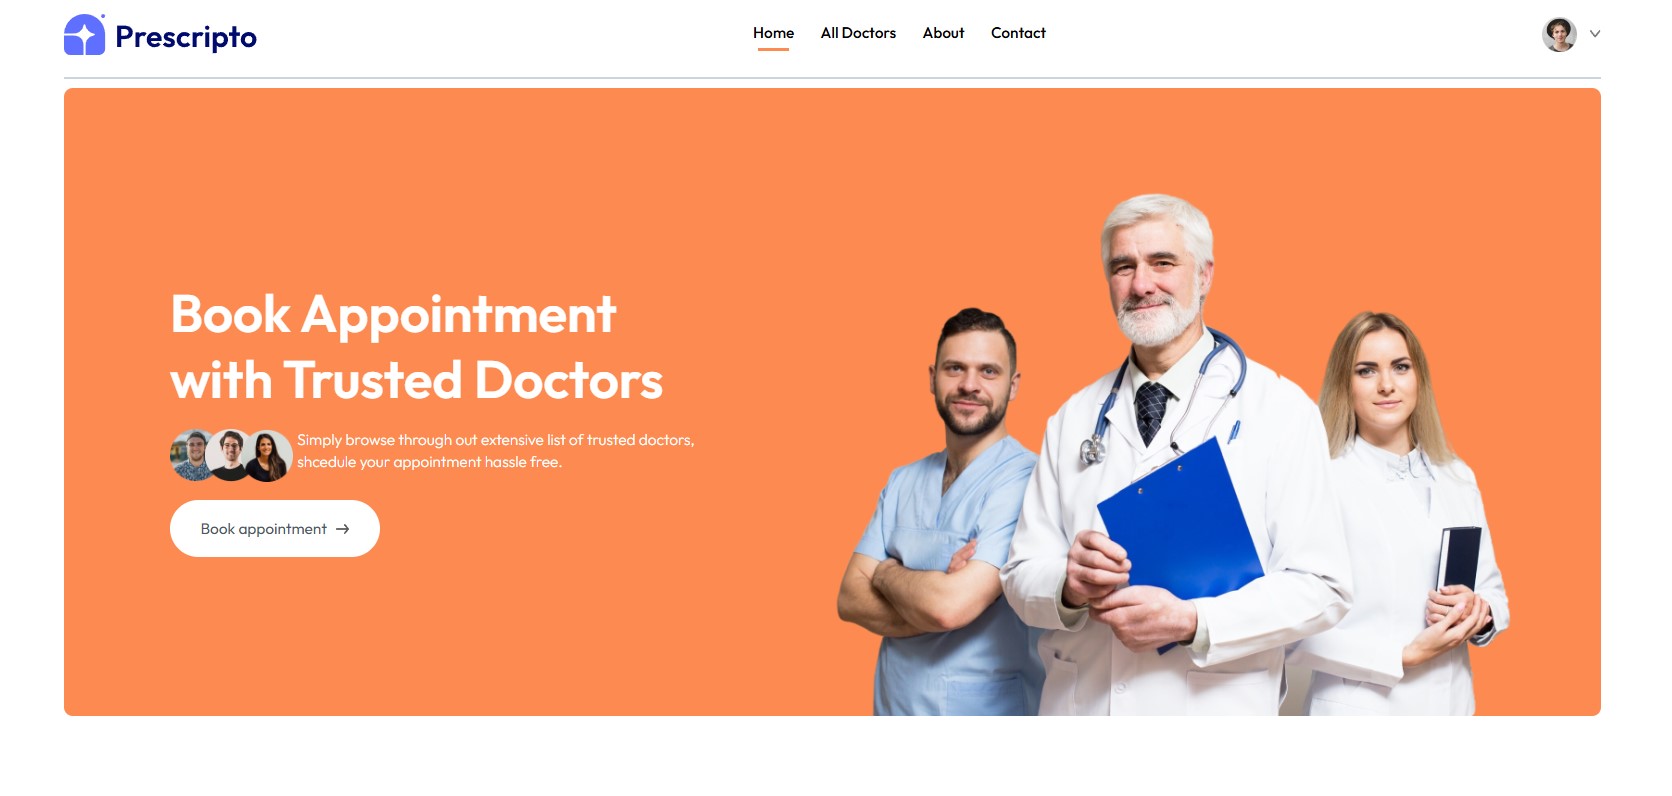 Prescripto
Home
All Doctors
About
Contact
Book Appointment
with Trusted Doctors
Simply browse through out extensive list of trusted doctors,
shcedule your appointment hassle free.
Book appointment →